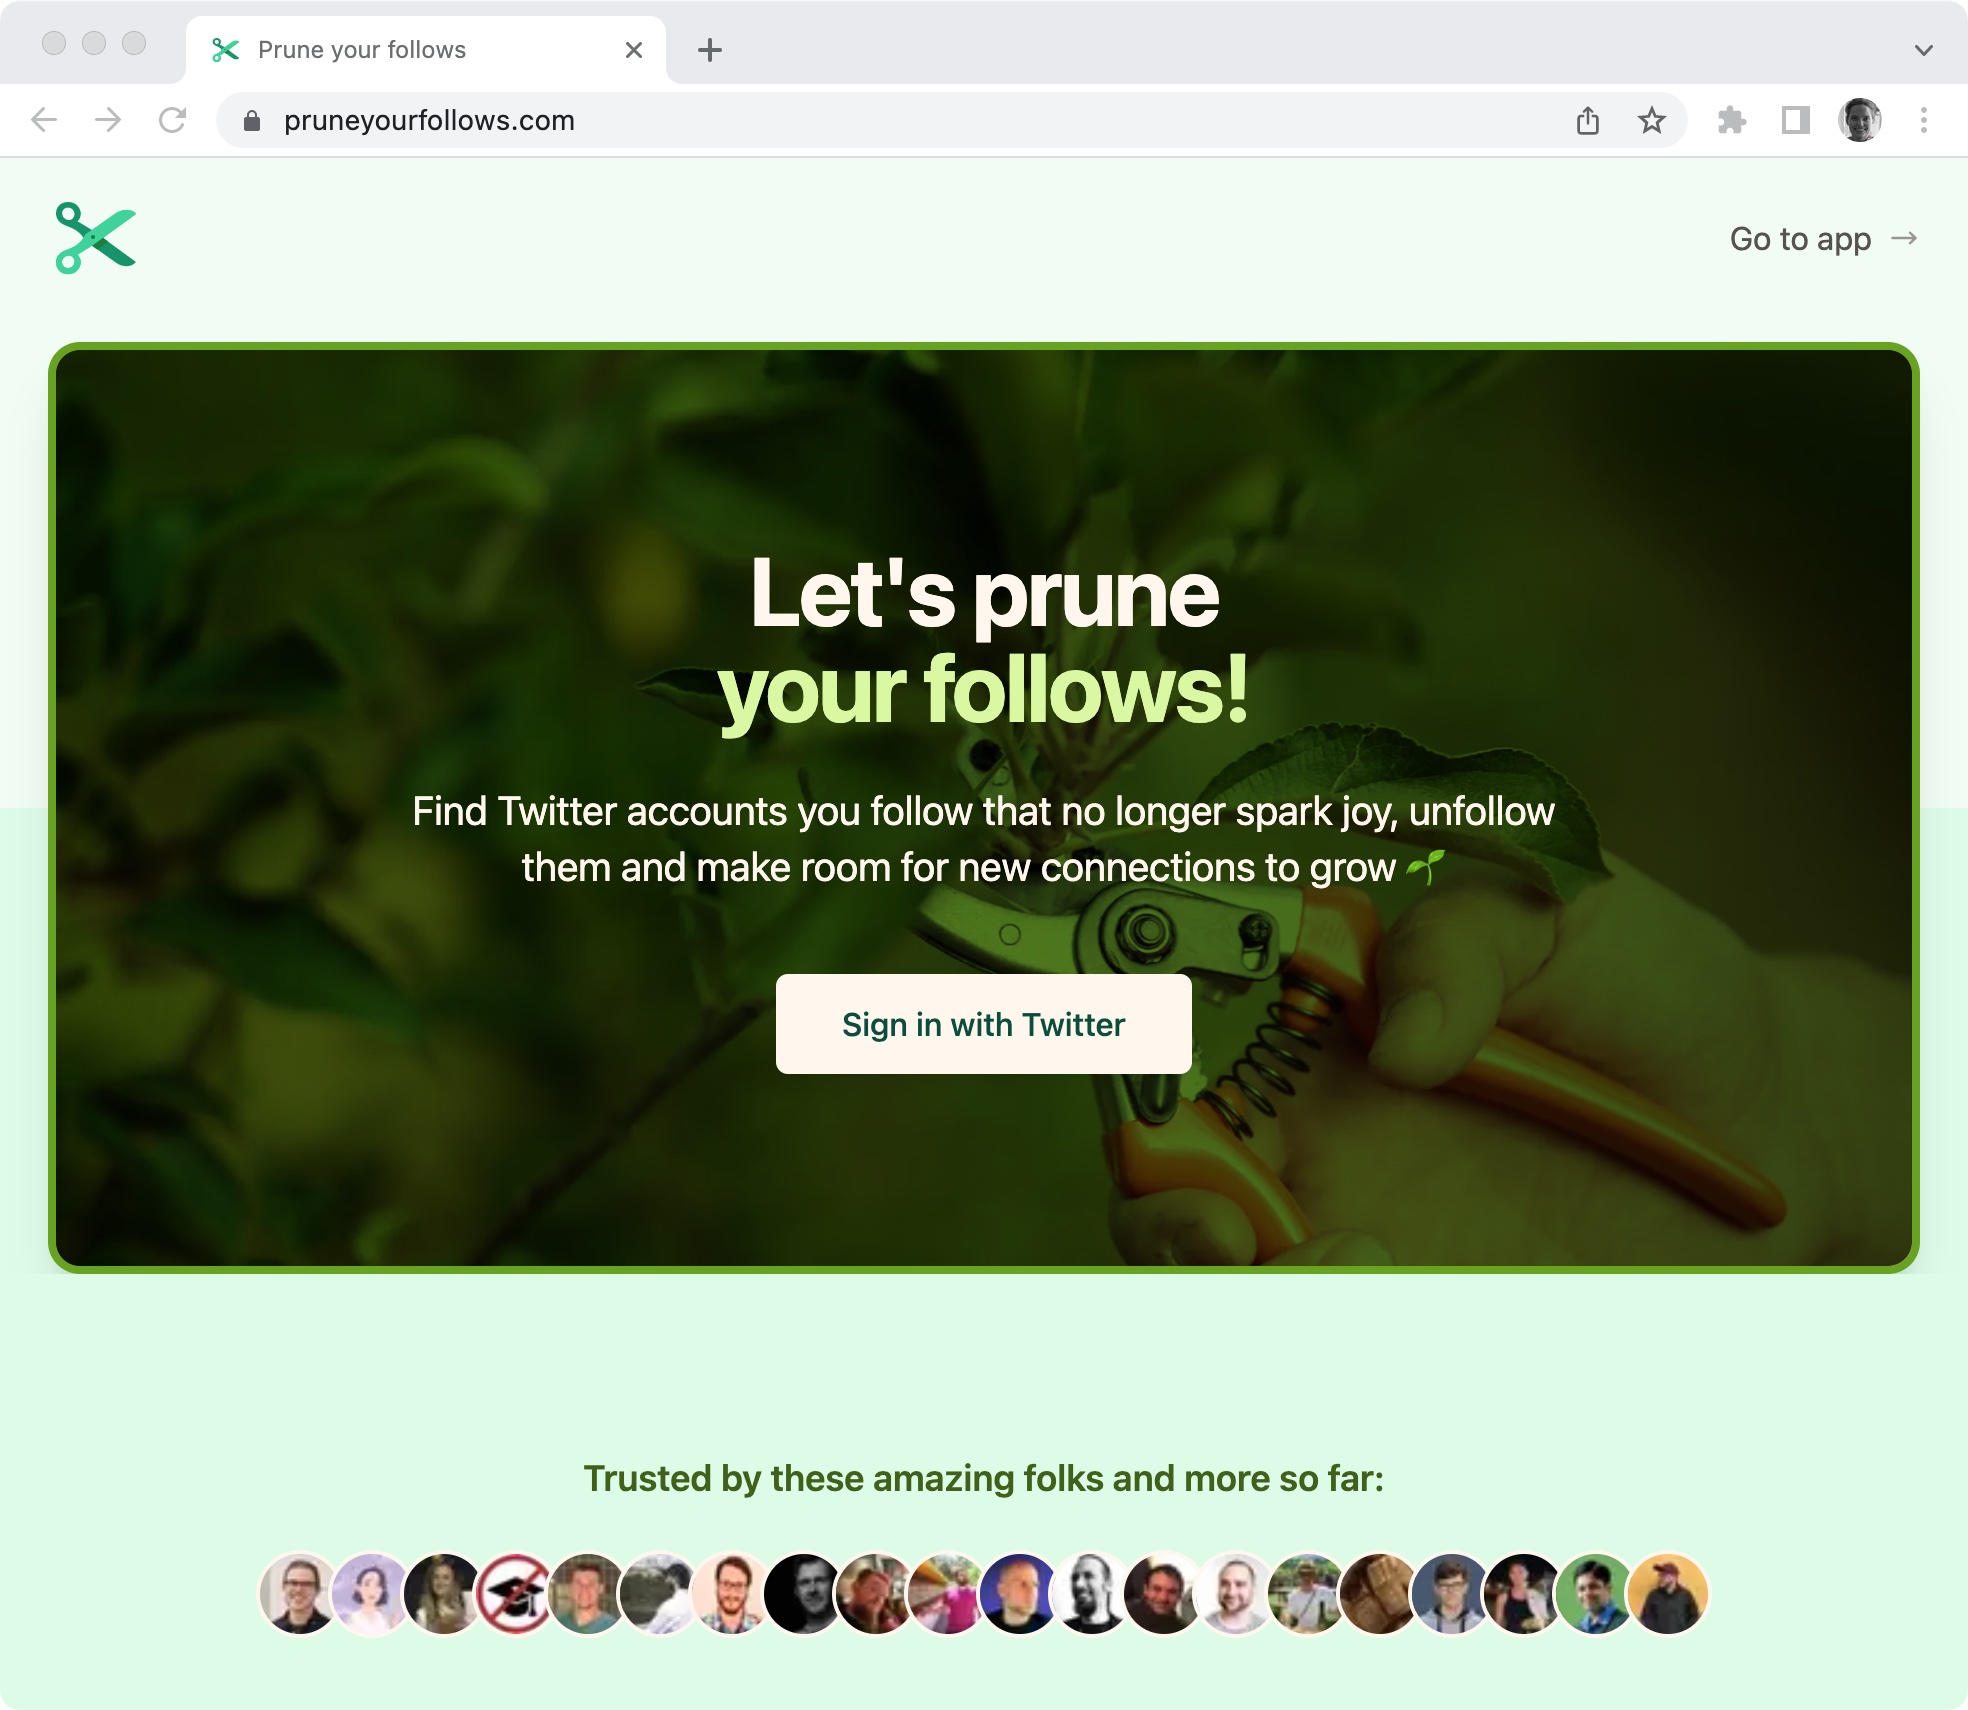 Prune your follows
pruneyourfollows.com
Go to app →
Let's prune
your follows!
Find Twitter accounts you follow that no longer spark joy, unfollow
them and make room for new connections to grow 🌱
Sign in with Twitter
Trusted by these amazing folks and more so far: